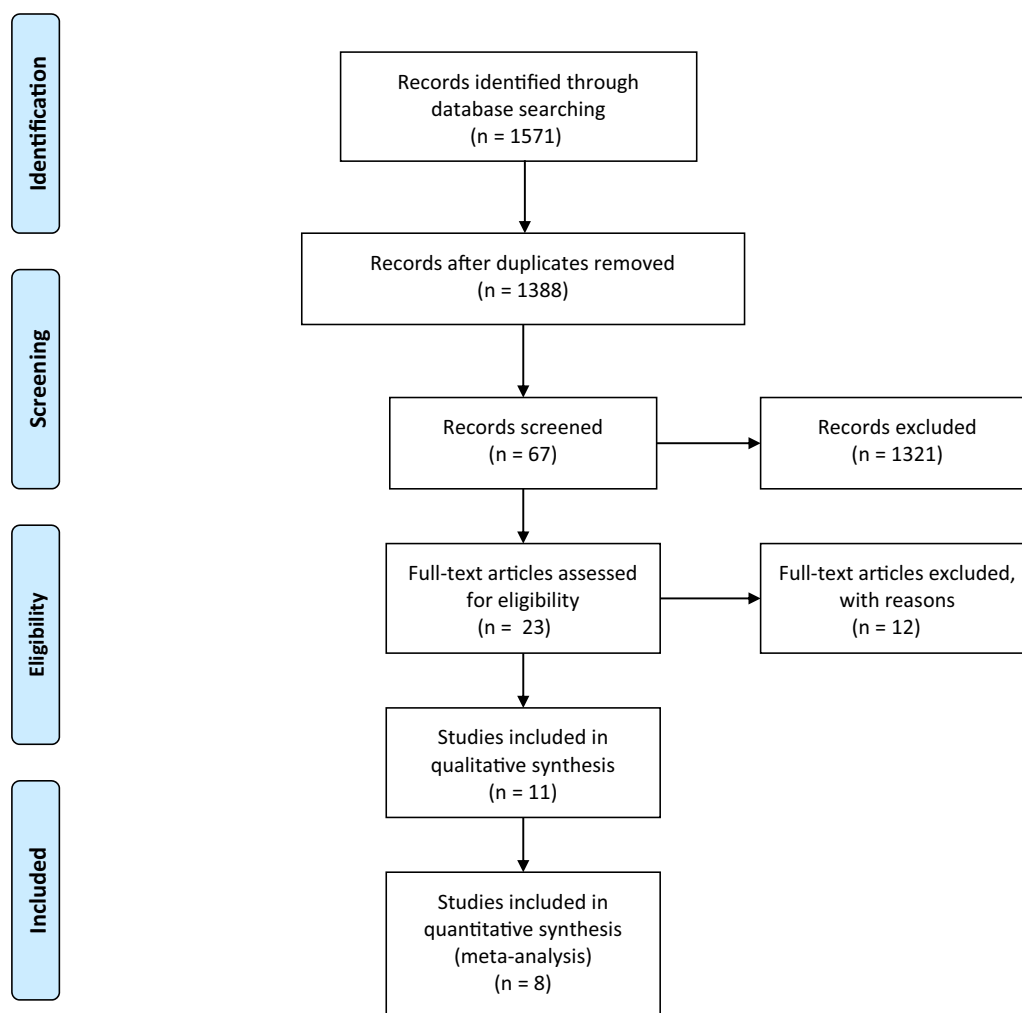 Identification
Records identified through
database searching
(n = 1571)
Records after duplicates removed
(n = 1388)
Screening
Records screened
(n = 67)
Records excluded
(n = 1321)
Eligibility
Full-text articles assessed
for eligibility
(n = 23)
Full-text articles excluded,
with reasons
(n = 12)
Studies included in
qualitative synthesis
(n = 11)
Included
Studies included in
quantitative synthesis
(meta-analysis)
(n = 8)